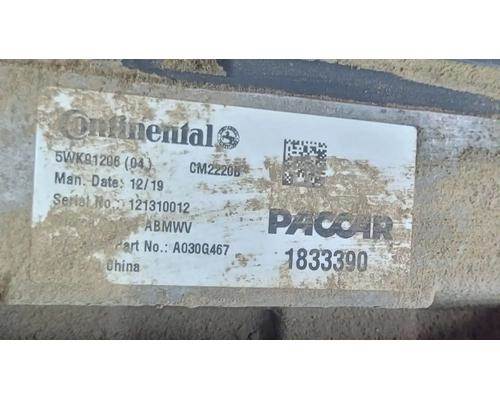 Continental
5WK91206 (04) CM2220B
Man. Date: 12/19
Serial No.: 121310012
ABMWV
PACCAR
Part No.: A030G467
1833390
China